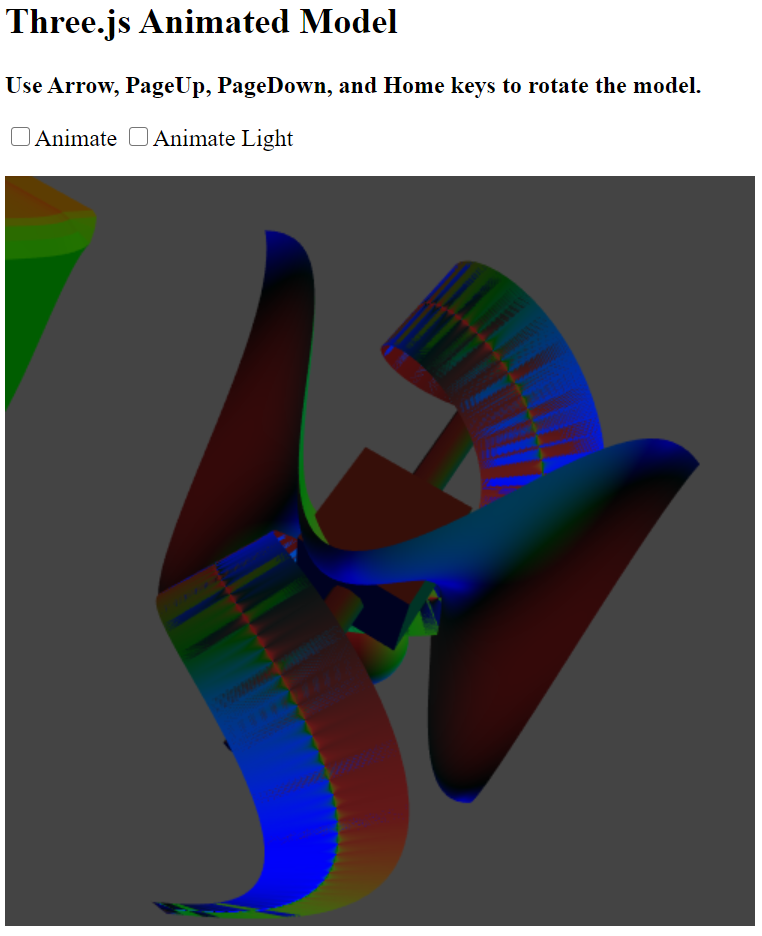 Three.js Animated Model
Use Arrow, PageUp, PageDown, and Home keys to rotate the model.
Animate Animate Light